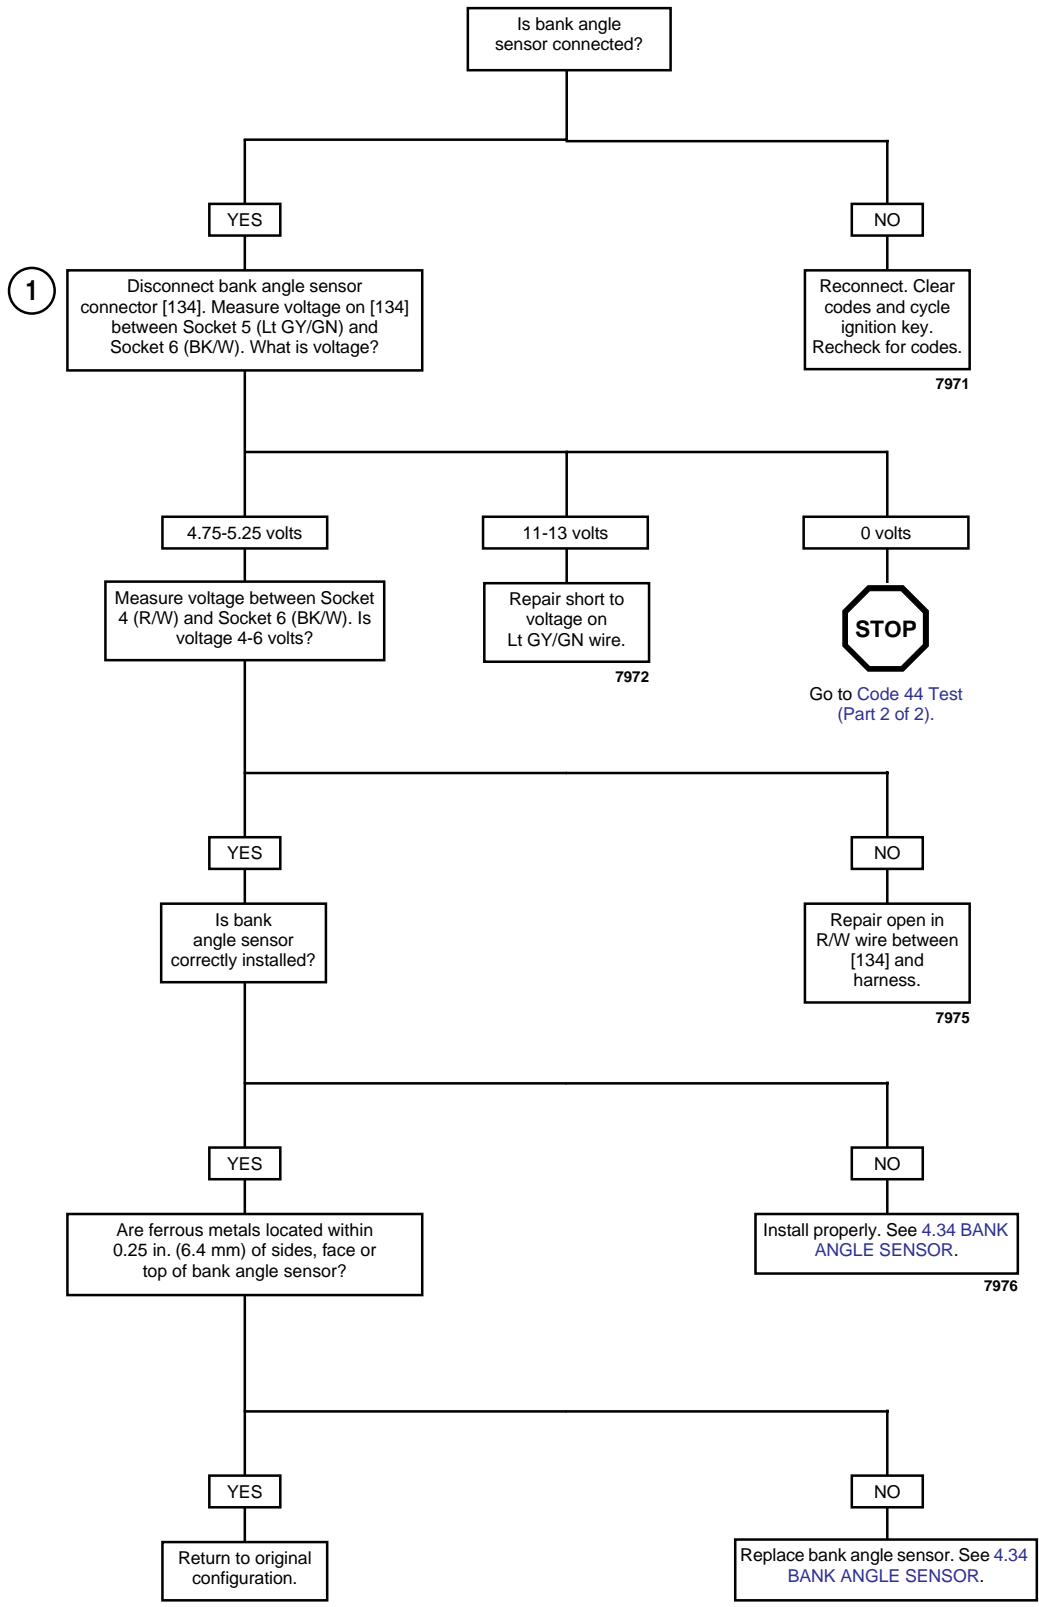 Is bank angle
sensor connected?
YES
NO
1
Disconnect bank angle sensor
connector [134]. Measure voltage on [134]
between Socket 5 (Lt GY/GN) and
Socket 6 (BK/W). What is voltage?
Reconnect. Clear
codes and cycle
ignition key.
Recheck for codes.
7971
4.75-5.25 volts
11-13 volts
0 volts
Measure voltage between Socket
4 (R/W) and Socket 6 (BK/W). Is
voltage 4-6 volts?
Repair short to
voltage on
Lt GY/GN wire.
7972
STOP
Go to Code 44 Test
(Part 2 of 2).
YES
NO
Is bank
angle sensor
correctly installed?
Repair open in
R/W wire between
[134] and
harness.
7975
YES
NO
Are ferrous metals located within
0.25 in. (6.4 mm) of sides, face or
top of bank angle sensor?
Install properly. See 4.34 BANK
ANGLE SENSOR.
7976
YES
NO
Return to original
configuration.
Replace bank angle sensor. See 4.34
BANK ANGLE SENSOR.